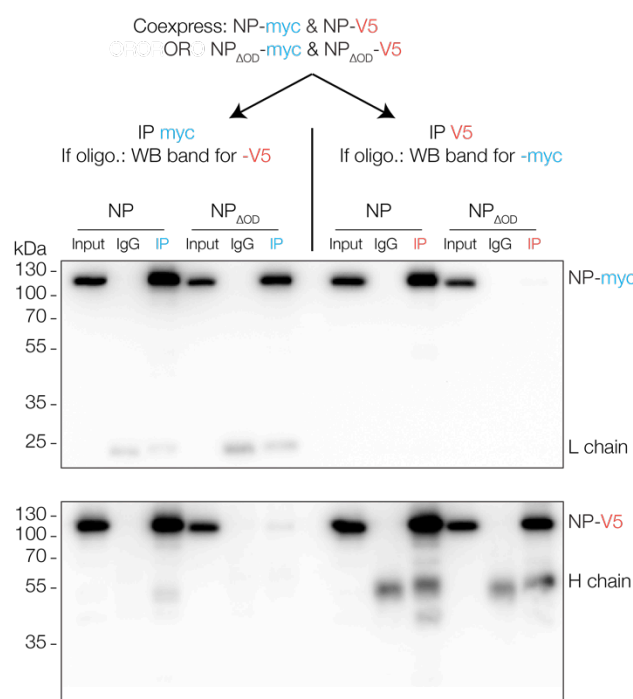 Coexpress: NP-myc & NP-V5
OR NPΔOD-myc & NPΔOD-V5
IP myc
If oligo.: WB band for -V5
IP V5
If oligo.: WB band for -myc
NP NPΔOD NP NPΔOD
kDa Input IgG IP Input IgG IP Input IgG IP Input IgG IP
130
100
70
55
35
25
NP-myc
L chain
130
100
70
55
35
NP-V5
H chain